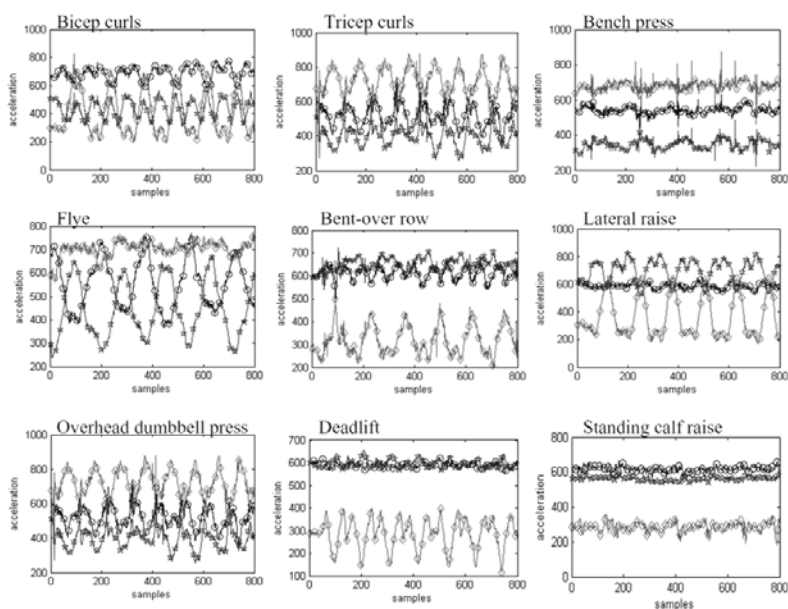 Bicep curls
Tricep curls
Bench press
acceleration
1000
800
600
400
200
0
0 200 400 600 800
samples
acceleration
1000
800
600
400
200
0 200 400 600 800
samples
acceleration
1000
800
600
400
200
0 200 400 600 800
samples
Flye
Bent-over row
Lateral raise
acceleration
800
700
600
500
400
300
200
0 200 400 600 800
samples
acceleration
800
700
600
500
400
300
200
0 200 400 600 800
samples
acceleration
1000
800
600
400
200
0
0 200 400 600 800
samples
Overhead dumbbell press
Deadlift
Standing calf raise
acceleration
1000
800
600
400
200
0 200 400 600 800
samples
acceleration
700
600
500
400
300
200
100
0 200 400 600 800
samples
acceleration
800
600
400
200
0
0 200 400 600 800
samples